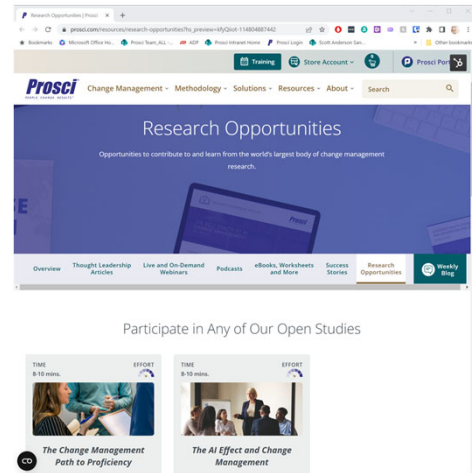 Research Opportunities | Prosci
prosci.com/resources/research-opportunities?hs_preview=kfyQIoit-114804887442
Bookmarks Microsoft Office Ho... Prosci Team_ALL -... ADP Prosci Intranet Home Prosci Login Scott Anderson San... Other bookmarks
Training Store Account Prosci Por
Prosci
PEOPLE. CHANGE. RESULTS.
Change Management Methodology Solutions Resources About Search
Research Opportunities
Opportunities to contribute to and learn from the world's largest body of change management
research.
Overview
Thought Leadership
Articles
Live and On-Demand
Webinars
Podcasts
eBooks, Worksheets
and More
Success
Stories
Research
Opportunities
Weekly
Blog
Participate in Any of Our Open Studies
TIME EFFORT
8-10 mins.
The Change Management
Path to Proficiency
TIME EFFORT
8-10 mins.
The AI Effect and Change
Management